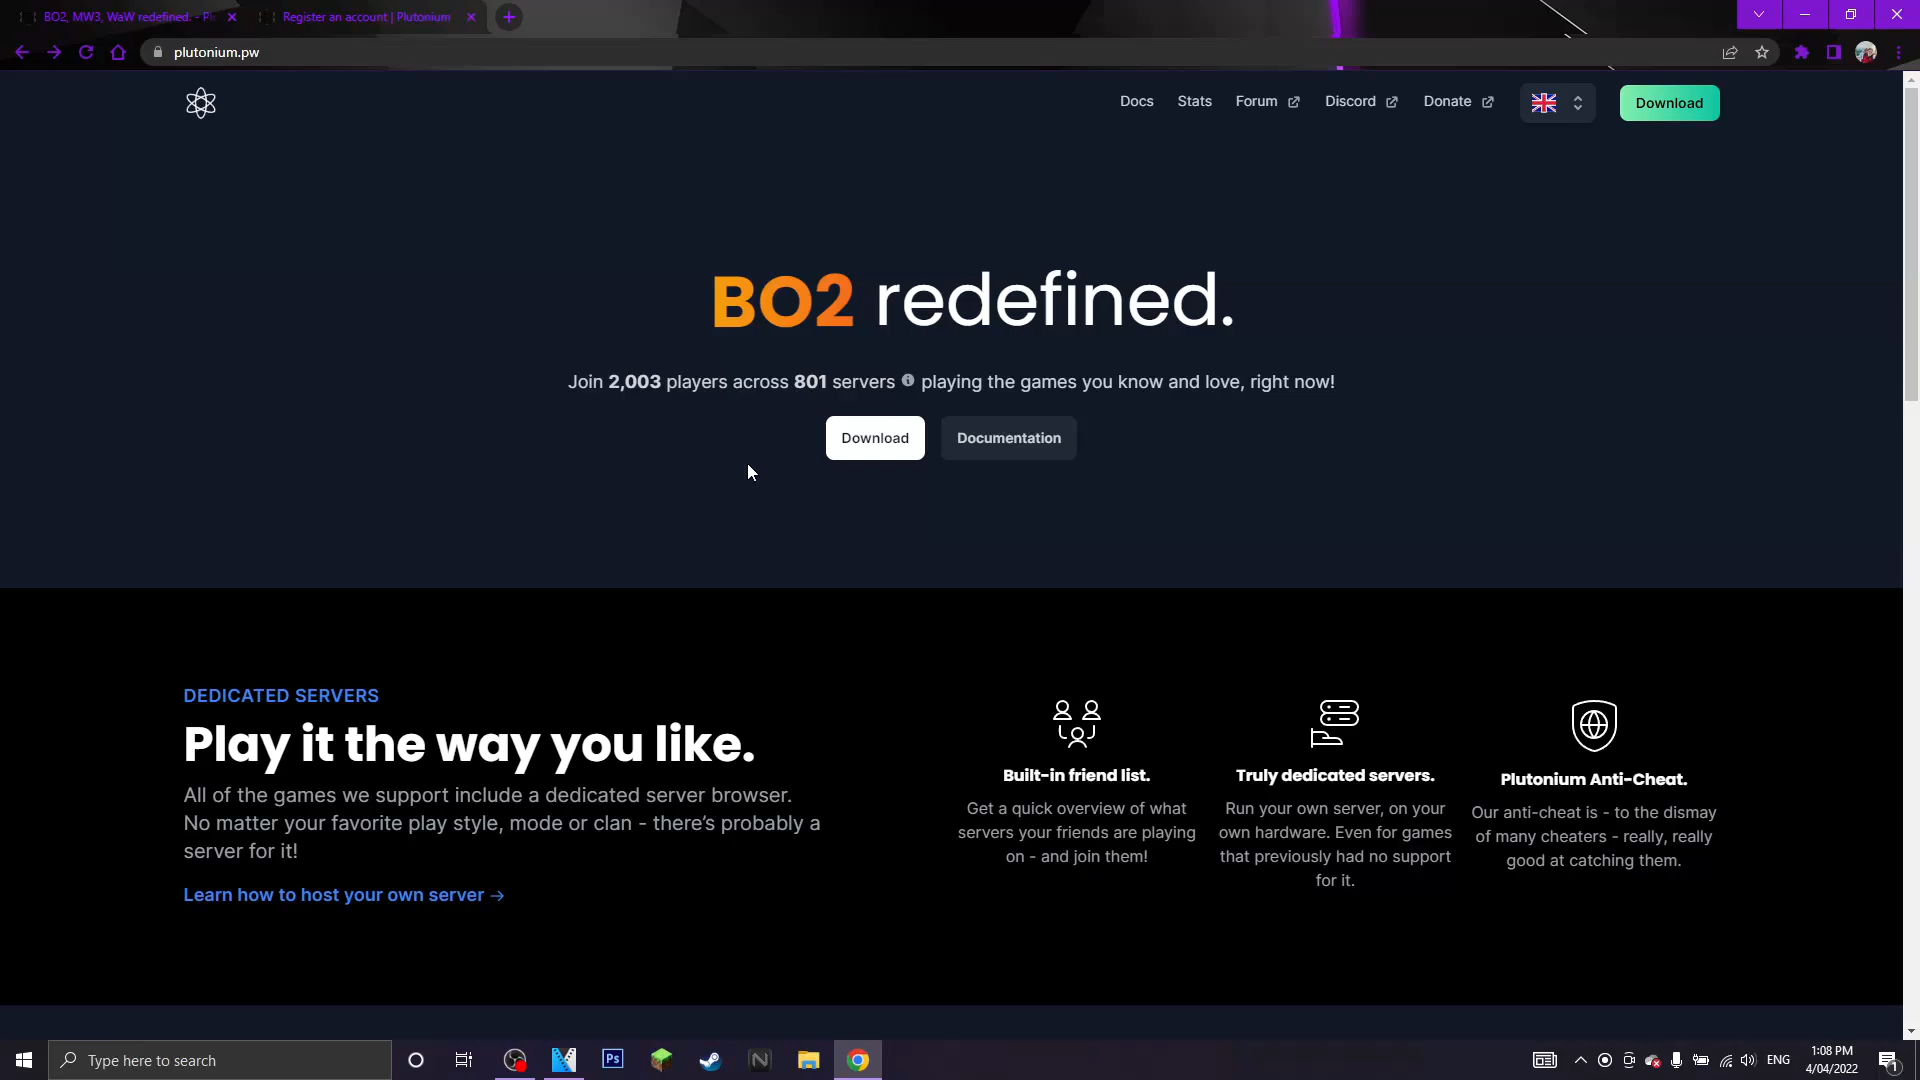 BO2, MW3, WaW redefined. - Pl
Register an account | Plutonium
plutonium.pw
Docs
Stats
Forum
Discord
Donate
Download
BO2 redefined.
Join 2,003 players across 801 servers playing the games you know and love, right now!
Download
Documentation
DEDICATED SERVERS
Play it the way you like.
All of the games we support include a dedicated server browser.
No matter your favorite play style, mode or clan - there's probably a
server for it!
Learn how to host your own server →
Built-in friend list.
Get a quick overview of what
servers your friends are playing
on - and join them!
Truly dedicated servers.
Run your own server, on your
own hardware. Even for games
that previously had no support
for it.
Plutonium Anti-Cheat.
Our anti-cheat is - to the dismay
of many cheaters - really, really
good at catching them.
Type here to search
Ps
N
ENG
1:08 PM
4/04/2022
1